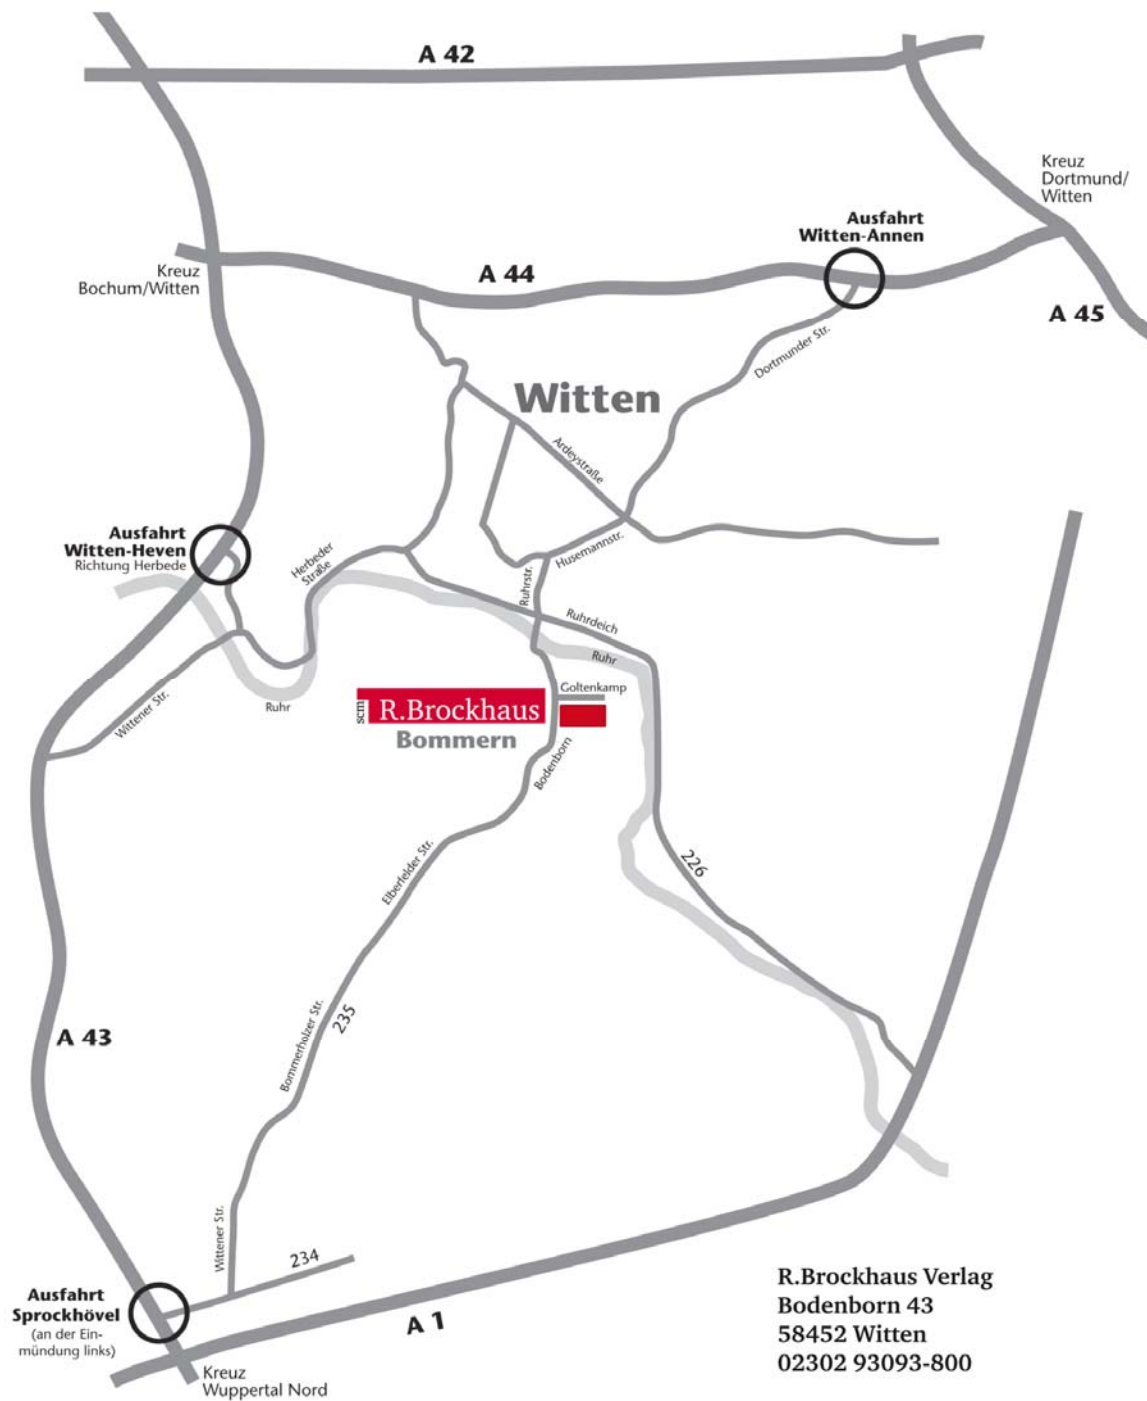 A 42
Kreuz
Dortmund/
Witten
Ausfahrt
Witten-Annen
Kreuz
Bochum/Witten
A 44
A 45
Dortmunder Str.
Witten
Ardeystraße
Ausfahrt
Witten-Heven
Richtung Herbede
Herbeder
Straße
Husemannstr.
Ruhrstr.
Ruhrdeich
Ruhr
Wittener Str.
Ruhr
Goltenkamp
scm R.Brockhaus
Bommern
Bodenborn
Elberfelder Str.
226
Bommerholzer Str.
235
A 43
Wittener Str.
234
Ausfahrt
Sprockhövel
(an der Ein-
mündung links)
A 1
Kreuz
Wuppertal Nord
R.Brockhaus Verlag
Bodenborn 43
58452 Witten
02302 93093-800